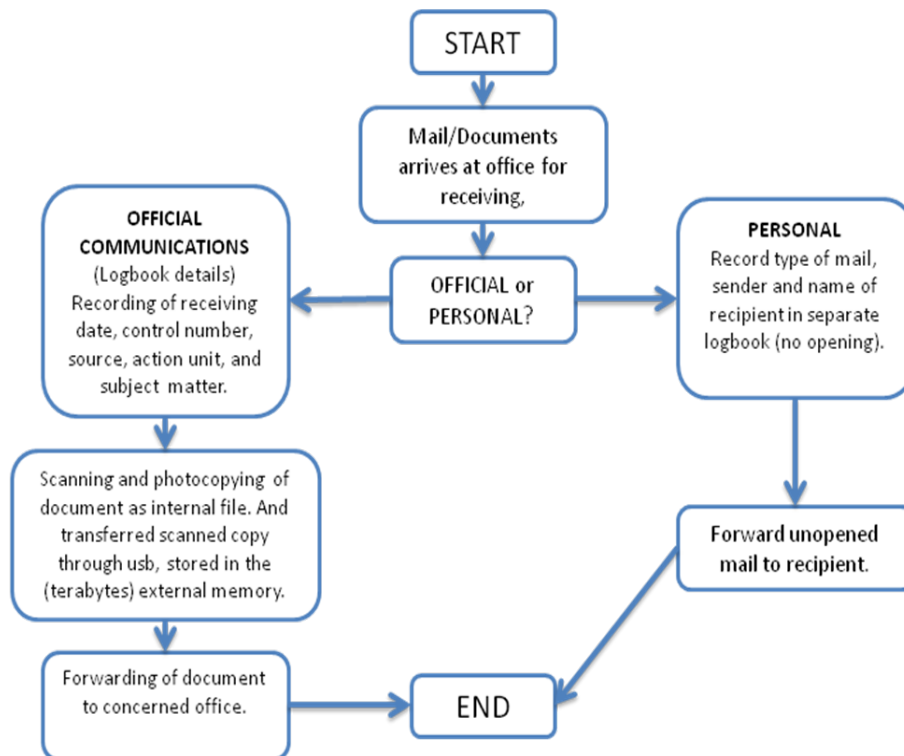 START
Mail/Documents
arrives at office for
receiving,
OFFICIAL or
PERSONAL?
OFFICIAL
COMMUNICATIONS
(Logbook details)
Recording of receiving
date, control number,
source, action unit, and
subject matter.
Scanning and photocopying of
document as internal file. And
transferred scanned copy
through usb, stored in the
(terabytes) external memory.
Forwarding of document
to concerned office.
PERSONAL
Record type of mail,
sender and name of
recipient in separate
logbook (no opening).
Forward unopened
mail to recipient.
END